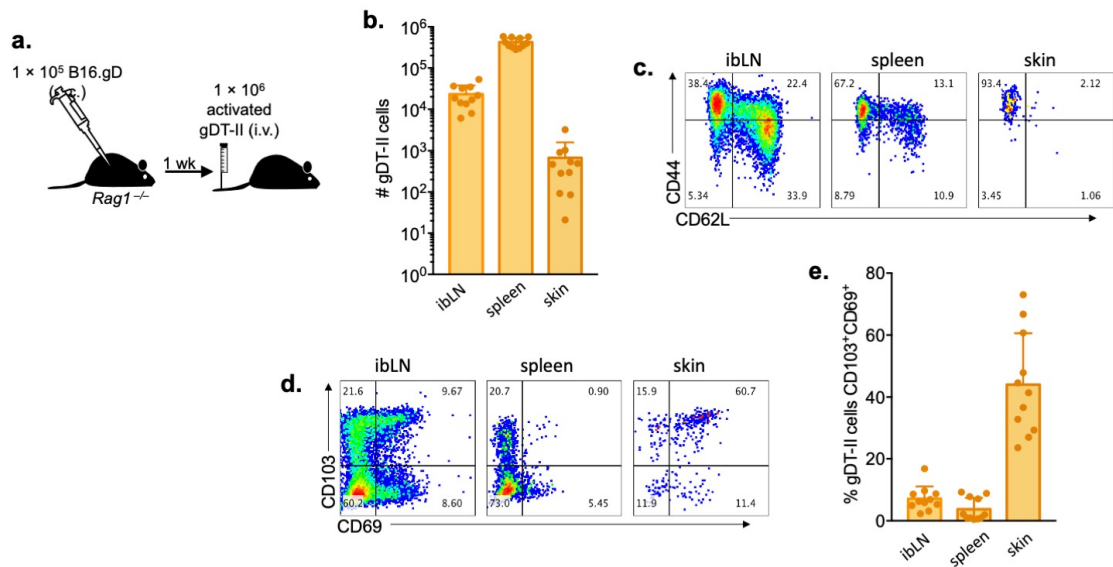 a.
1 × 10⁵ B16.gD
(s.c.)
1 × 10⁶
activated
gDT-II (i.v.)
1 wk
Rag1⁻/⁻
b.
# gDT-II cells
10⁶
10⁵
10⁴
10³
10²
10¹
10⁰
ibLN
spleen
skin
c.
ibLN
spleen
skin
38.4
22.4
67.2
13.1
93.4
2.12
5.34
33.9
8.79
10.9
3.45
1.06
CD44
CD62L
d.
ibLN
spleen
skin
21.6
9.67
20.7
0.90
15.9
60.7
60.2
8.60
73.0
5.45
11.9
11.4
CD103
CD69
e.
% gDT-II cells CD103⁺CD69⁺
80
60
40
20
0
ibLN
spleen
skin